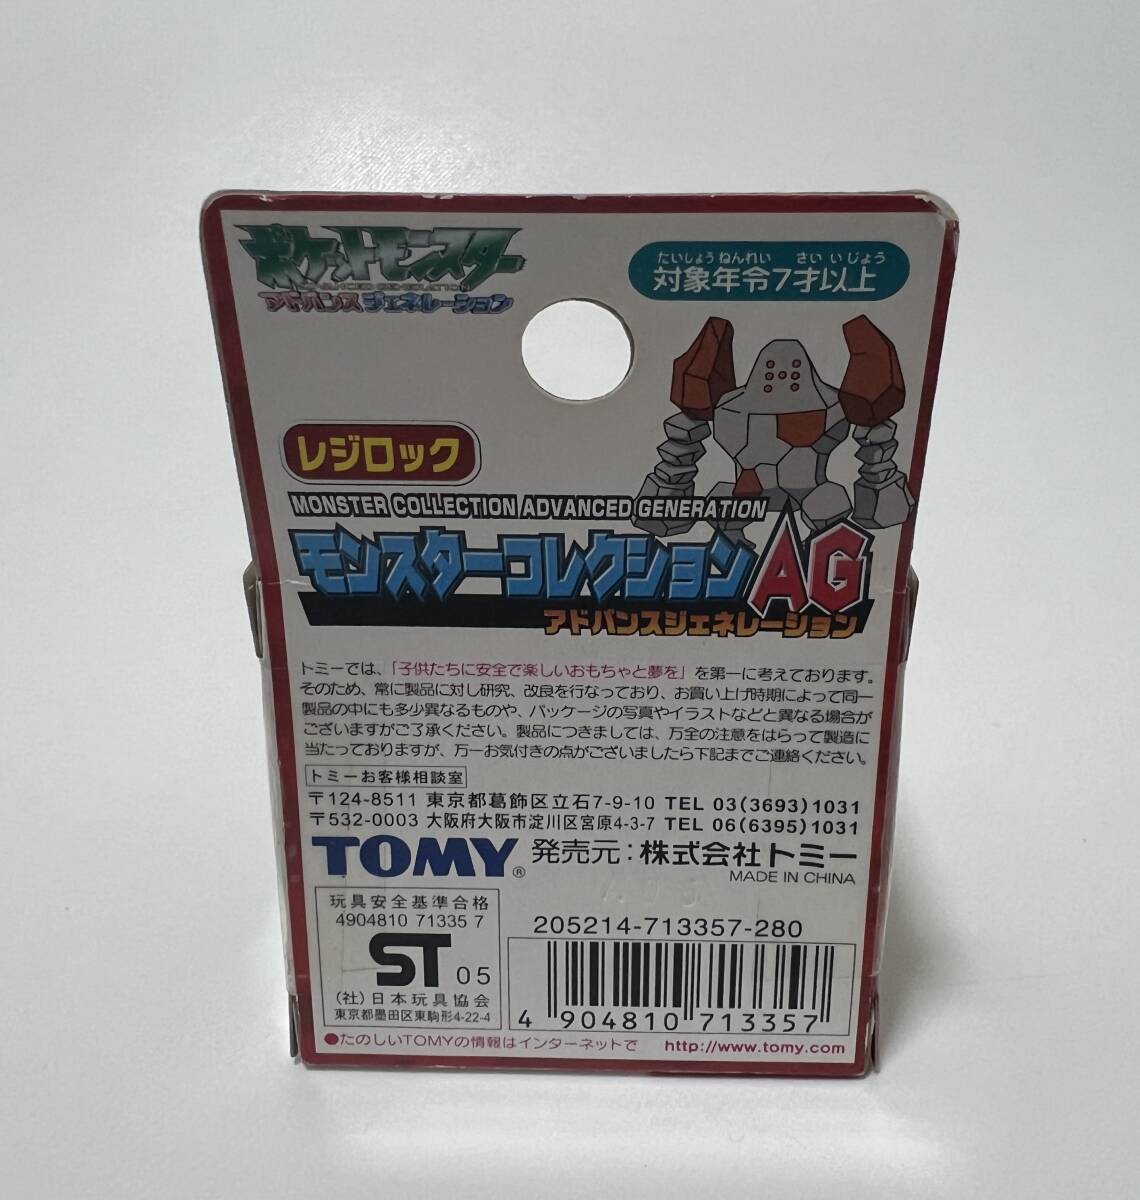 ポケットモンスター
ADVANCED GENERATION
アドバンスジェネレーション
たいしょうねんれい さい いじょう
対象年令7才以上
レジロック
MONSTER COLLECTION ADVANCED GENERATION
モンスターコレクションAG
アドバンスジェネレーション
トミーでは、「子供たちに安全で楽しいおもちゃと夢を」を第一に考えております。
そのため、常に製品に対し研究、改良を行なっており、お買い上げ時期によって同一
製品の中にも多少異なるものや、パッケージの写真やイラストなどと異なる場合が
ございますがご了承ください。製品につきましては、万全の注意をはらって製造に
当たっておりますが、万一お気付きの点がございましたら下記までご連絡ください。
トミーお客様相談室
〒124-8511 東京都葛飾区立石7-9-10 TEL 03(3693)1031
〒532-0003 大阪府大阪市淀川区宮原4-3-7 TEL 06(6395)1031
TOMY® 発売元:株式会社トミー
MADE IN CHINA
玩具安全基準合格
4904810 71335 7
ST 05
(社)日本玩具協会
東京都墨田区東駒形4-22-4
205214-713357-280
4 904810 713357
●たのしいTOMYの情報はインターネットで http://www.tomy.com